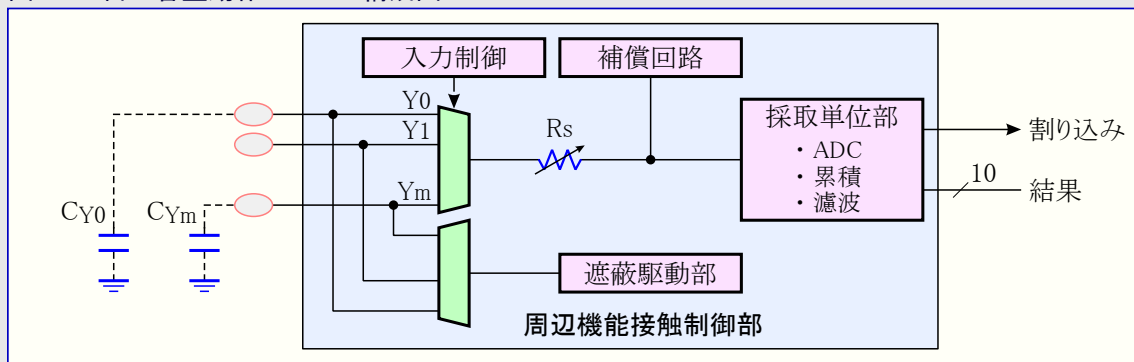 入力制御
補償回路
Y0
Y1
Ym
Rs
採取単位部
・ADC
・累積
・濾波
割り込み
10
結果
CY0
CYm
遮蔽駆動部
周辺機能接触制御部